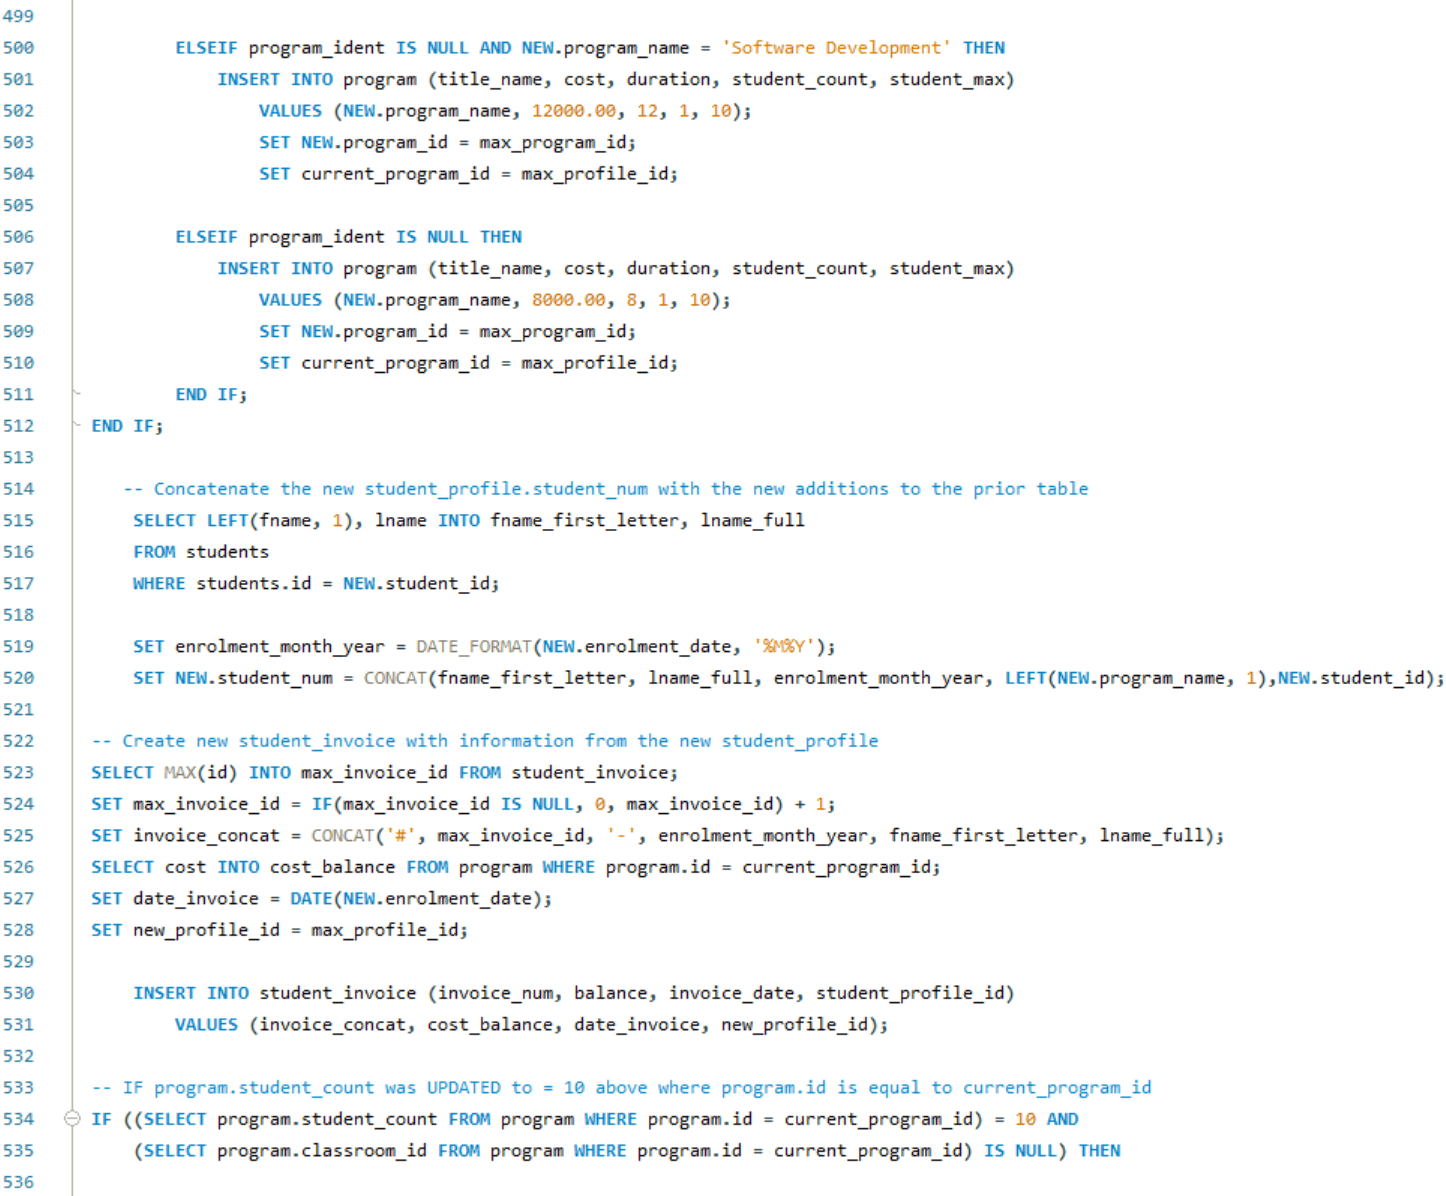 499
500 ELSEIF program_ident IS NULL AND NEW.program_name = 'Software Development' THEN
501 INSERT INTO program (title_name, cost, duration, student_count, student_max)
502 VALUES (NEW.program_name, 12000.00, 12, 1, 10);
503 SET NEW.program_id = max_program_id;
504 SET current_program_id = max_profile_id;
505
506 ELSEIF program_ident IS NULL THEN
507 INSERT INTO program (title_name, cost, duration, student_count, student_max)
508 VALUES (NEW.program_name, 8000.00, 8, 1, 10);
509 SET NEW.program_id = max_program_id;
510 SET current_program_id = max_profile_id;
511 END IF;
512 END IF;
513
514 -- Concatenate the new student_profile.student_num with the new additions to the prior table
515 SELECT LEFT(fname, 1), lname INTO fname_first_letter, lname_full
516 FROM students
517 WHERE students.id = NEW.student_id;
518
519 SET enrolment_month_year = DATE_FORMAT(NEW.enrolment_date, '%M%Y');
520 SET NEW.student_num = CONCAT(fname_first_letter, lname_full, enrolment_month_year, LEFT(NEW.program_name, 1),NEW.student_id);
521
522 -- Create new student_invoice with information from the new student_profile
523 SELECT MAX(id) INTO max_invoice_id FROM student_invoice;
524 SET max_invoice_id = IF(max_invoice_id IS NULL, 0, max_invoice_id) + 1;
525 SET invoice_concat = CONCAT('#', max_invoice_id, '-', enrolment_month_year, fname_first_letter, lname_full);
526 SELECT cost INTO cost_balance FROM program WHERE program.id = current_program_id;
527 SET date_invoice = DATE(NEW.enrolment_date);
528 SET new_profile_id = max_profile_id;
529
530 INSERT INTO student_invoice (invoice_num, balance, invoice_date, student_profile_id)
531 VALUES (invoice_concat, cost_balance, date_invoice, new_profile_id);
532
533 -- IF program.student_count was UPDATED to = 10 above where program.id is equal to current_program_id
534 IF ((SELECT program.student_count FROM program WHERE program.id = current_program_id) = 10 AND
535 (SELECT program.classroom_id FROM program WHERE program.id = current_program_id) IS NULL) THEN
536